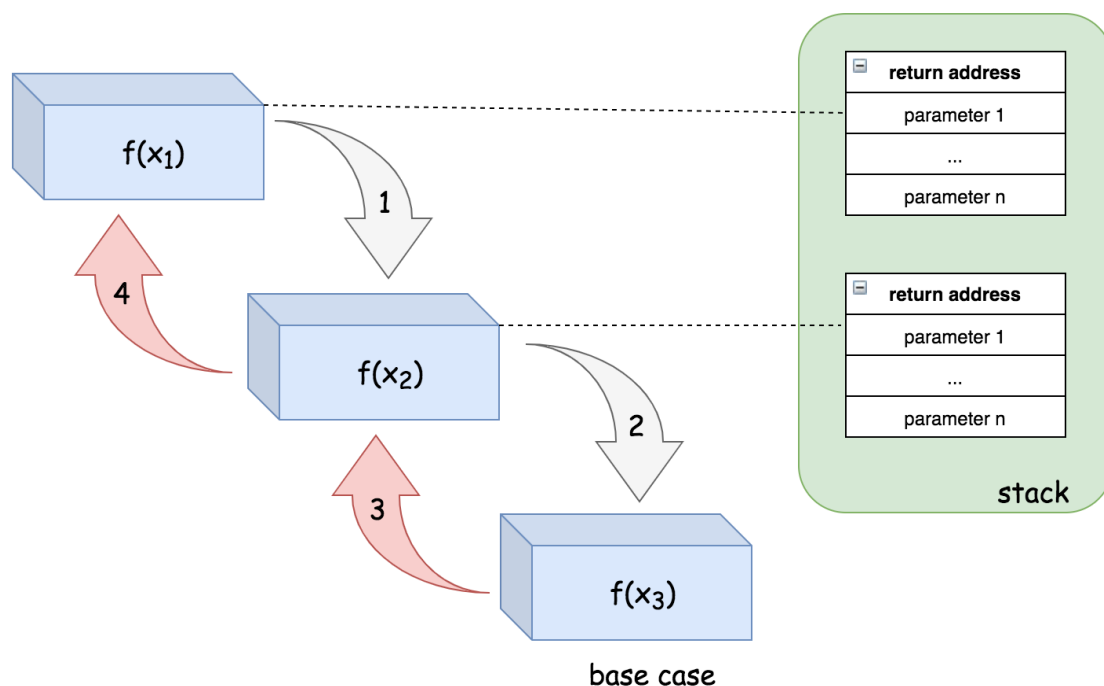 f(x₁)
1
4
f(x₂)
2
3
f(x₃)
base case
return address
parameter 1
...
parameter n
return address
parameter 1
...
parameter n
stack